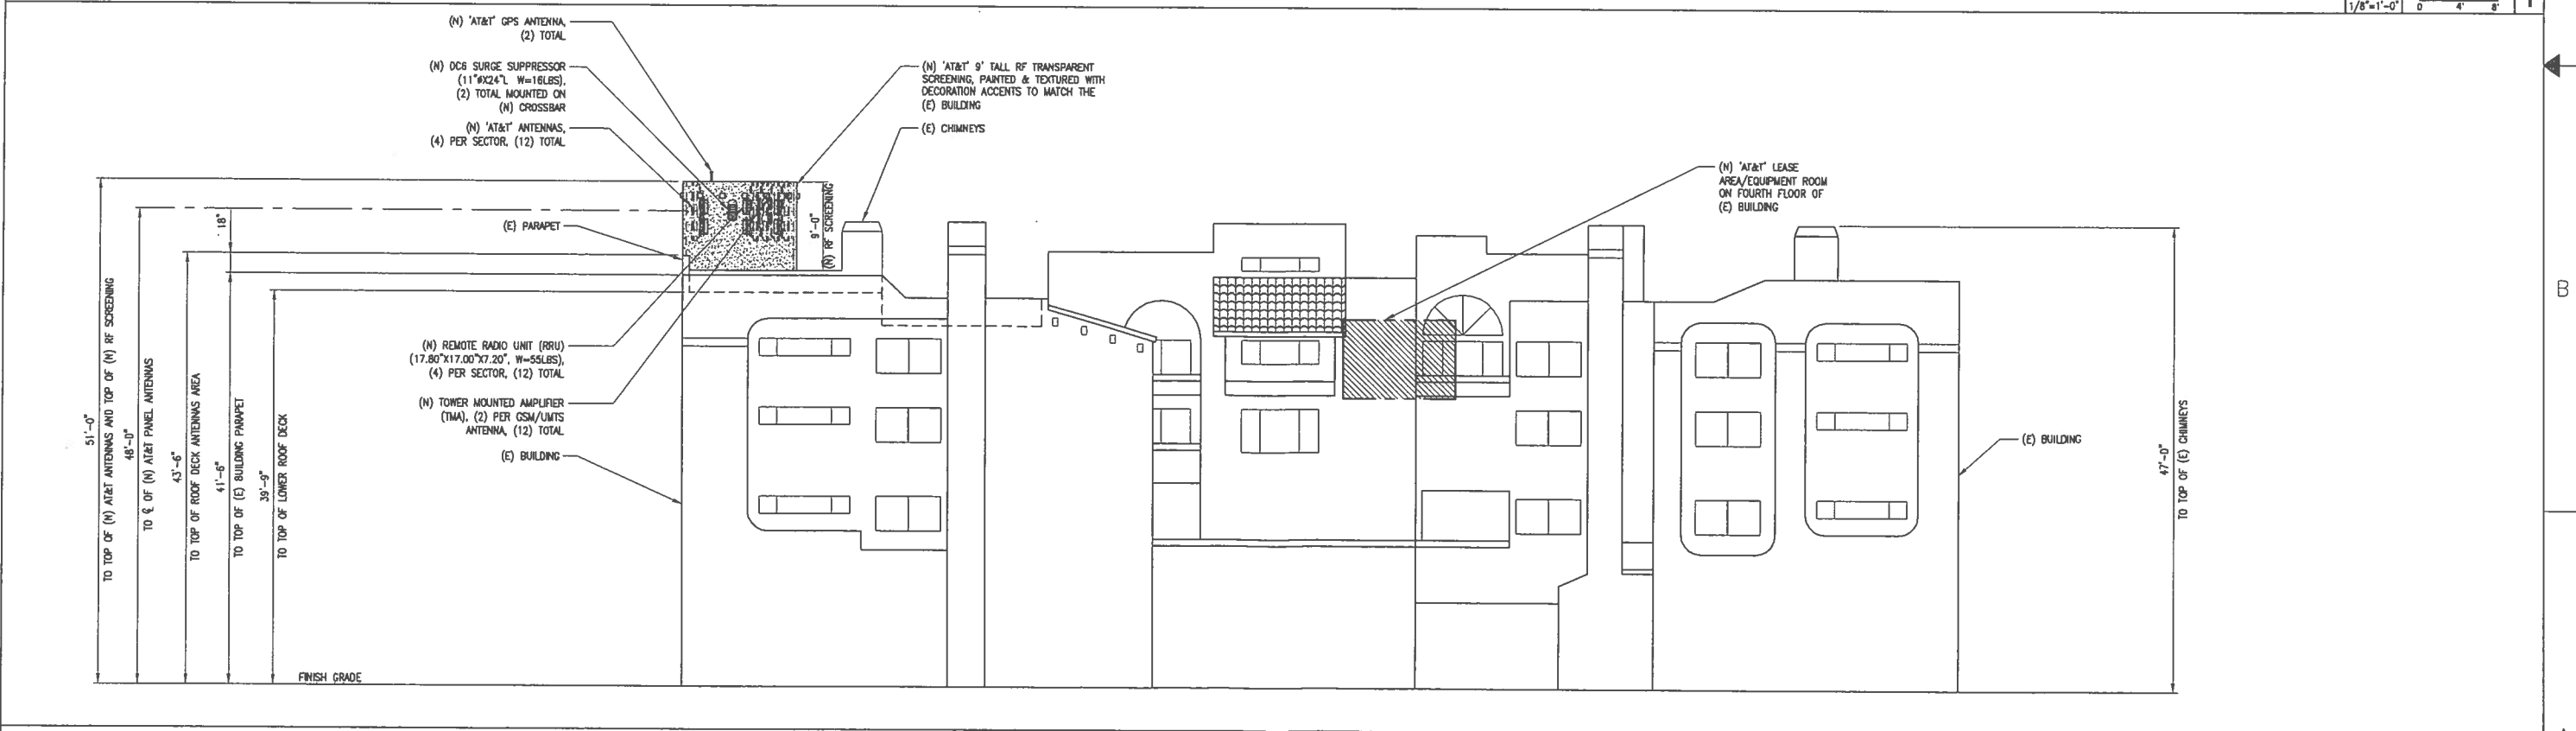 1/8"=1'-0"
0 4' 8'
(N) 'AT&T' GPS ANTENNA,
(2) TOTAL
(N) DC6 SURGE SUPPRESSOR
(11"øX24"L W=16LBS),
(2) TOTAL MOUNTED ON
(N) CROSSBAR
(N) 'AT&T' ANTENNAS,
(4) PER SECTOR, (12) TOTAL
(N) 'AT&T' 9' TALL RF TRANSPARENT
SCREENING, PAINTED & TEXTURED WITH
DECORATION ACCENTS TO MATCH THE
(E) BUILDING
(E) CHIMNEYS
(N) 'AT&T' LEASE
AREA/EQUIPMENT ROOM
ON FOURTH FLOOR OF
(E) BUILDING
(E) PARAPET
18"
9'-0"
(N) RF SCREENING
(N) REMOTE RADIO UNIT (RRU)
(17.80"X17.00"X7.20", W=55LBS),
(4) PER SECTOR, (12) TOTAL
(N) TOWER MOUNTED AMPLIFIER
(TMA), (2) PER GSM/UMTS
ANTENNA, (12) TOTAL
(E) BUILDING
51'-0"
TO TOP OF (N) AT&T ANTENNAS AND TOP OF (N) RF SCREENING
48'-0"
TO ℄ OF (N) AT&T PANEL ANTENNAS
43'-6"
TO TOP OF ROOF DECK ANTENNAS AREA
41'-6"
TO TOP OF (E) BUILDING PARAPET
39'-9"
TO TOP OF LOWER ROOF DECK
FINISH GRADE
(E) BUILDING
47'-0"
TO TOP OF (E) CHIMNEYS
B